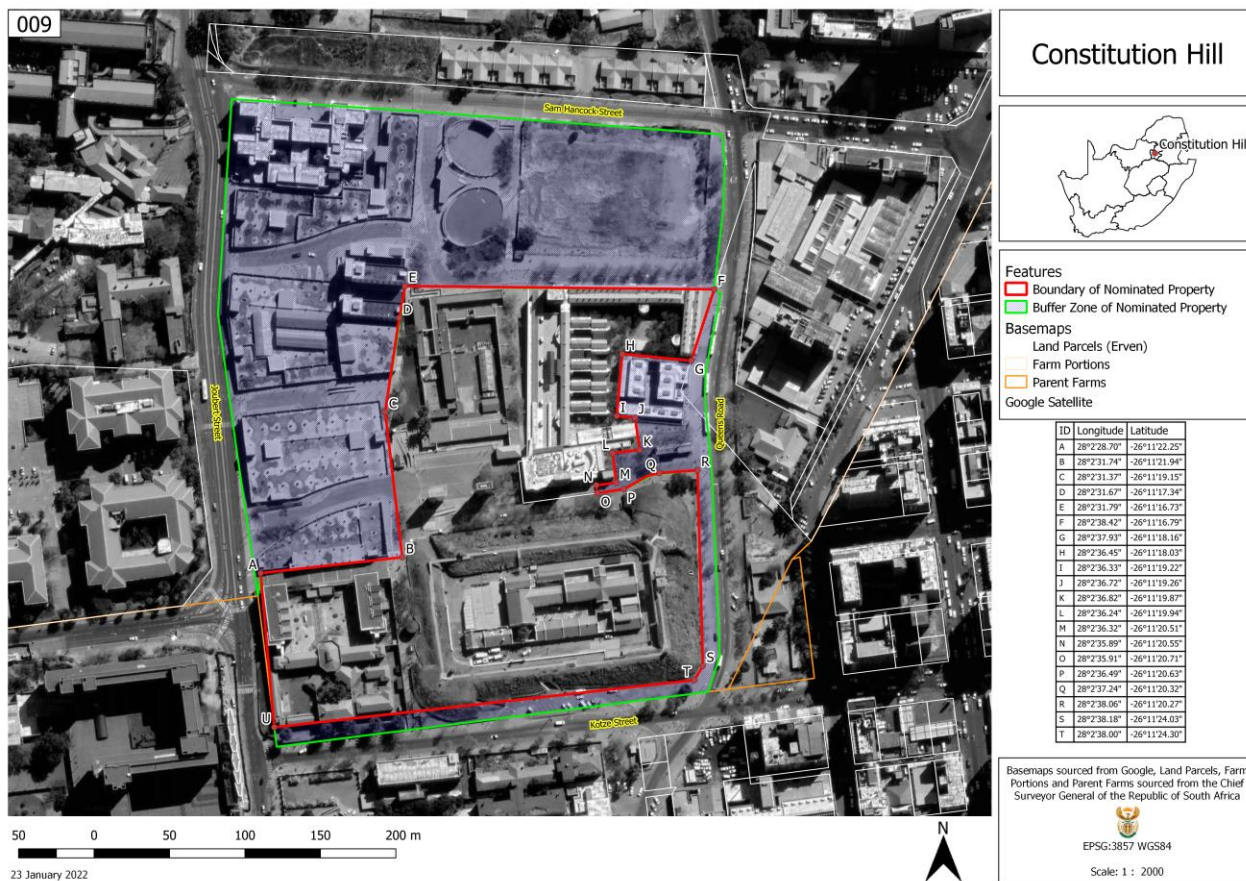 009
Sam Hancock Street
Joubert Street
Queens Road
Kotze Street
E
F
D
H
G
C
I J
L K
R
Q
N M
O P
B
A
S
T
U
50 0 50 100 150 200 m
23 January 2022
N
Constitution Hill
Constitution Hill
Features
Boundary of Nominated Property
Buffer Zone of Nominated Property
Basemaps
Land Parcels (Erven)
Farm Portions
Parent Farms
Google Satellite
ID Longitude Latitude
A 28°2'28.70" -26°11'22.25"
B 28°2'31.74" -26°11'21.94"
C 28°2'31.37" -26°11'19.15"
D 28°2'31.67" -26°11'17.34"
E 28°2'31.79" -26°11'16.73"
F 28°2'38.42" -26°11'16.79"
G 28°2'37.93" -26°11'18.16"
H 28°2'36.45" -26°11'18.03"
I 28°2'36.33" -26°11'19.22"
J 28°2'36.72" -26°11'19.26"
K 28°2'36.82" -26°11'19.87"
L 28°2'36.24" -26°11'19.94"
M 28°2'36.32" -26°11'20.51"
N 28°2'35.89" -26°11'20.55"
O 28°2'35.91" -26°11'20.71"
P 28°2'36.49" -26°11'20.63"
Q 28°2'37.24" -26°11'20.32"
R 28°2'38.06" -26°11'20.27"
S 28°2'38.18" -26°11'24.03"
T 28°2'38.00" -26°11'24.30"
Basemaps sourced from Google, Land Parcels, Farm
Portions and Parent Farms sourced from the Chief
Surveyor General of the Republic of South Africa
EPSG:3857 WGS84
Scale: 1 : 2000